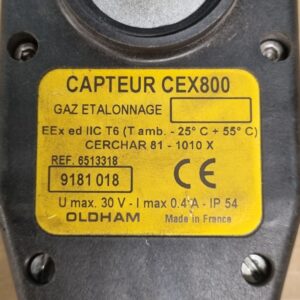 CAPTEUR CEX800
GAZ ETALONNAGE
EEx ed IIC T6 (T amb. - 25° C + 55° C)
CERCHAR 81 - 1010 X
REF. 6513318
9181 018
CE
U max. 30 V - I max 0.4 A - IP 54
OLDHAM Made in France